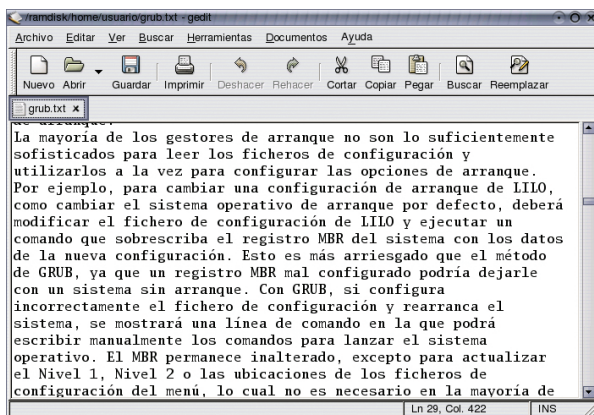 /ramdisk/home/usuario/grub.txt - gedit
Archivo Editar Ver Buscar Herramientas Documentos Ayuda
Nuevo Abrir Guardar Imprimir Deshacer Rehacer Cortar Copiar Pegar Buscar Reemplazar
grub.txt
de arranque.
La mayoría de los gestores de arranque no son lo suficientemente
sofisticados para leer los ficheros de configuración y
utilizarlos a la vez para configurar las opciones de arranque.
Por ejemplo, para cambiar una configuración de arranque de LILO,
como cambiar el sistema operativo de arranque por defecto, deberá
modificar el fichero de configuración de LILO y ejecutar un
comando que sobrescriba el registro MBR del sistema con los datos
de la nueva configuración. Esto es más arriesgado que el método
de GRUB, ya que un registro MBR mal configurado podría dejarle
con un sistema sin arranque. Con GRUB, si configura
incorrectamente el fichero de configuración y rearranca el
sistema, se mostrará una línea de comando en la que podrá
escribir manualmente los comandos para lanzar el sistema
operativo. El MBR permanece inalterado, excepto para actualizar
el Nivel 1, Nivel 2 o las ubicaciones de los ficheros de
configuración del menú, lo cual no es necesario en la mayoría de
Ln 29, Col. 422 INS